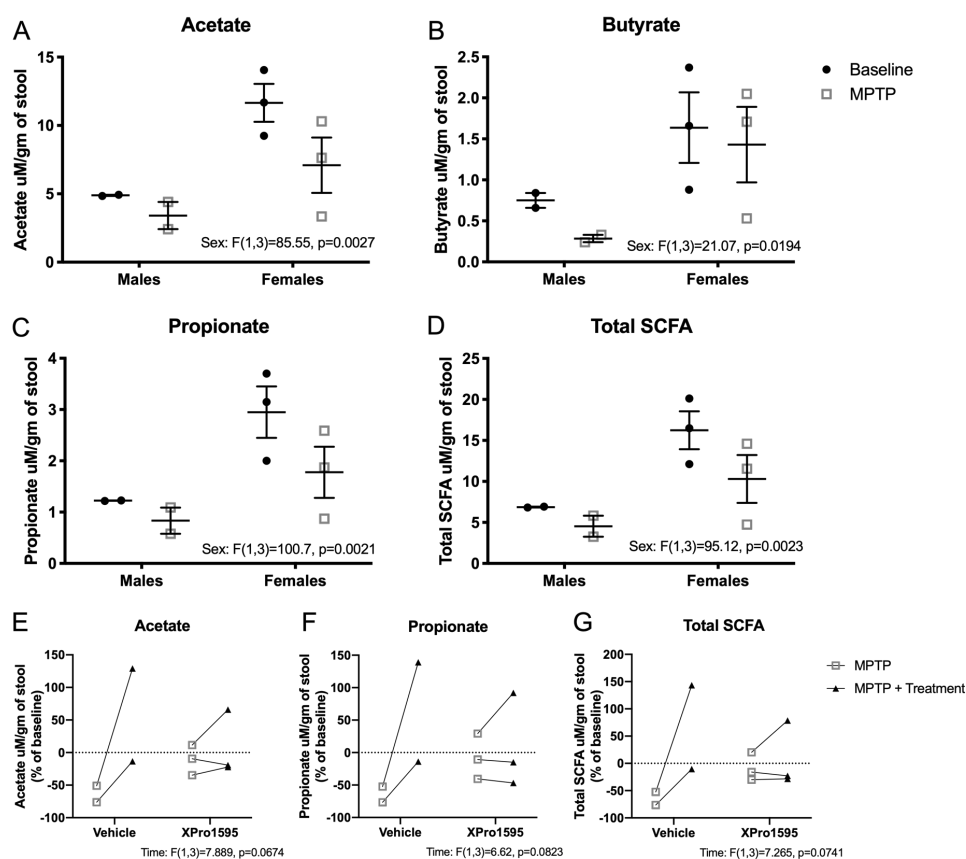 A
Acetate
Acetate uM/gm of stool
15
10
5
0
Sex: F(1,3)=85.55, p=0.0027
Males
Females
B
Butyrate
Butyrate uM/gm of stool
2.5
2.0
1.5
1.0
0.5
0.0
Sex: F(1,3)=21.07, p=0.0194
Males
Females
Baseline
MPTP
C
Propionate
Propionate uM/gm of stool
4
3
2
1
0
Sex: F(1,3)=100.7, p=0.0021
Males
Females
D
Total SCFA
Total SCFA uM/gm of stool
25
20
15
10
5
0
Sex: F(1,3)=95.12, p=0.0023
Males
Females
E
Acetate
Acetate uM/gm of stool
(% of baseline)
150
100
50
0
-50
-100
Vehicle
XPro1595
Time: F(1,3)=7.889, p=0.0674
F
Propionate
Propionate uM/gm of stool
(% of baseline)
150
100
50
0
-50
-100
Vehicle
XPro1595
Time: F(1,3)=6.62, p=0.0823
G
Total SCFA
Total SCFA uM/gm of stool
(% of baseline)
200
150
100
50
0
-50
-100
Vehicle
XPro1595
Time: F(1,3)=7.265, p=0.0741
MPTP
MPTP + Treatment